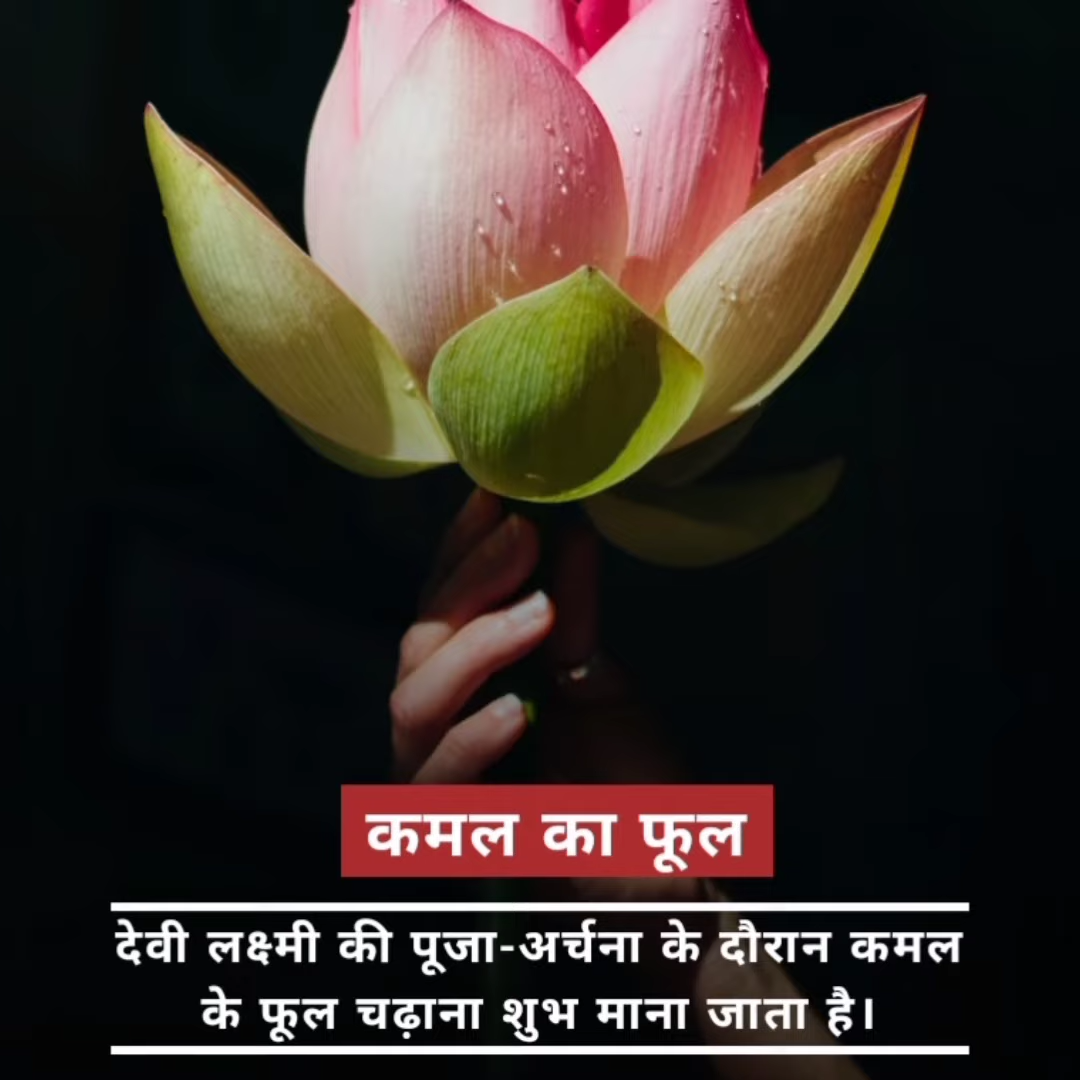 कमल का फूल
देवी लक्ष्मी की पूजा-अर्चना के दौरान कमल
के फूल चढ़ाना शुभ माना जाता है।